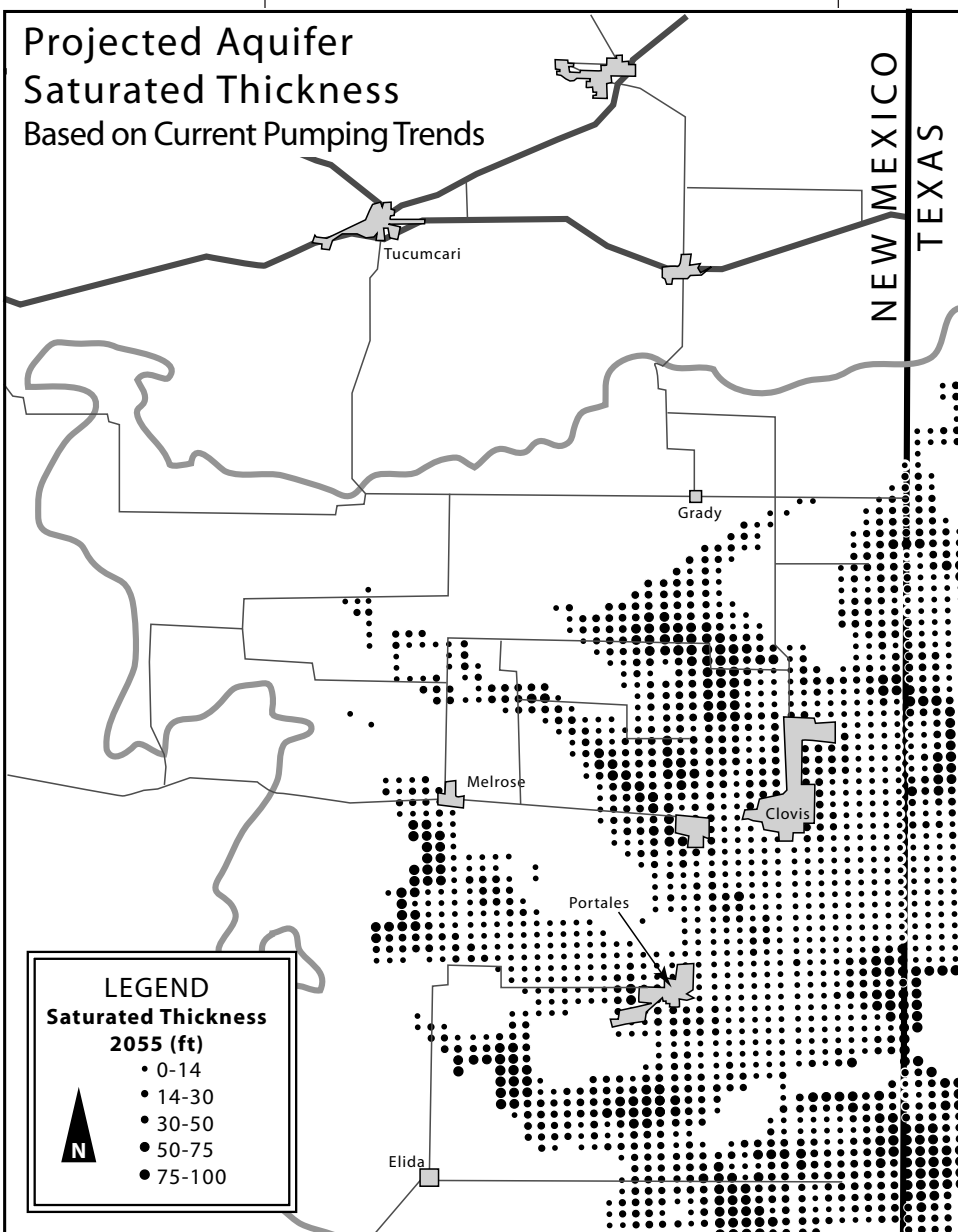 Projected Aquifer
Saturated Thickness
Based on Current Pumping Trends
NEW MEXICO
TEXAS
Tucumcari
Grady
Melrose
Clovis
Portales
Elida
LEGEND
Saturated Thickness
2055 (ft)
0-14
14-30
30-50
50-75
75-100
N